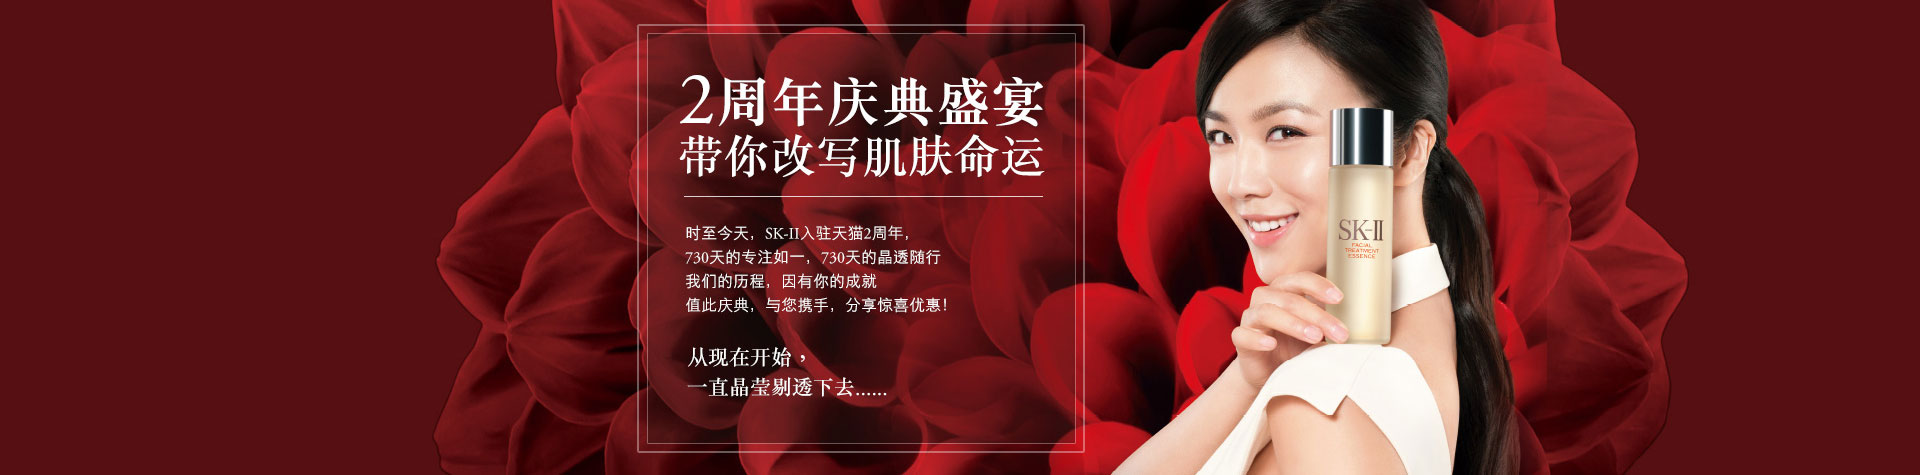 2周年庆典盛宴
带你改写肌肤命运
时至今天，SK-II入驻天猫2周年，
730天的专注如一，730天的晶透随行
我们的历程，因有你的成就
值此庆典，与您携手，分享惊喜优惠！
从现在开始，
一直晶莹剔透下去......
SK-II
FACIAL
TREATMENT
ESSENCE